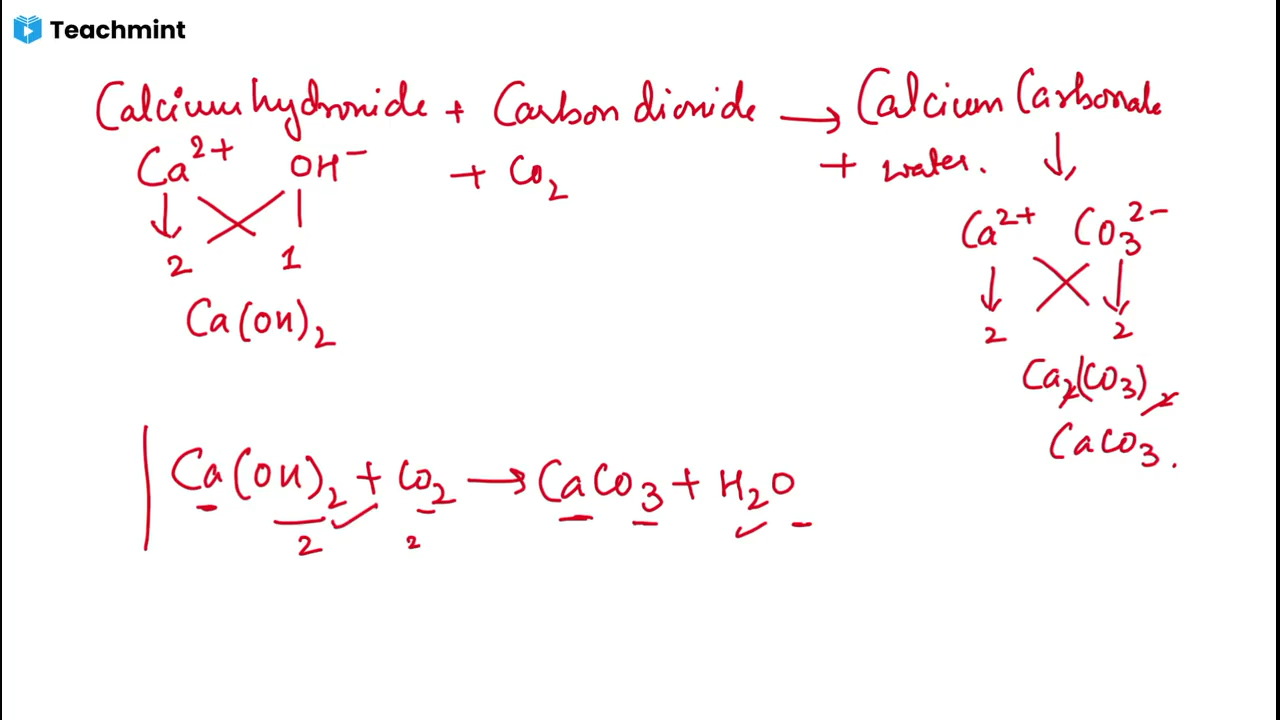 Teachmint
Calcium hydroxide + Carbon dioxide → Calcium Carbonate
+ water.
Ca²⁺ OH⁻ + CO₂
2 1
Ca(OH)₂
Ca²⁺ CO₃²⁻
2 2
Ca₂(CO₃)₂
CaCO₃.
Ca(OH)₂ + CO₂ → CaCO₃ + H₂O
2 2